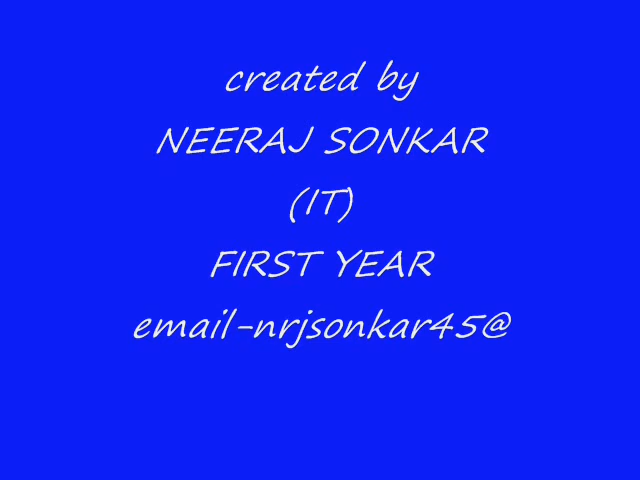 created by
NEERAJ SONKAR
(IT)
FIRST YEAR
email-nrjsonkar45@